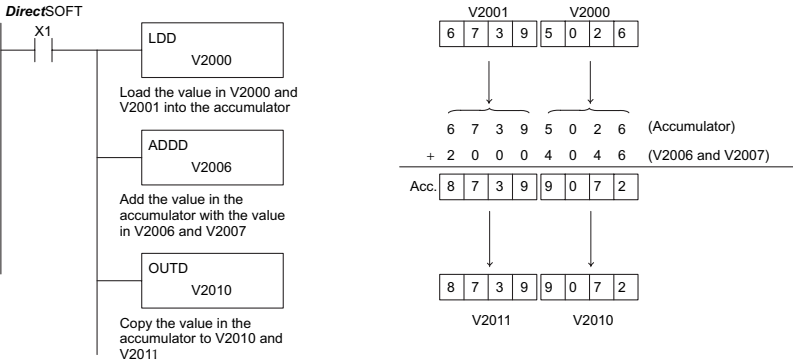 DirectSOFT
X1
LDD
V2000
Load the value in V2000 and
V2001 into the accumulator
ADDD
V2006
Add the value in the
accumulator with the value
in V2006 and V2007
OUTD
V2010
Copy the value in the
accumulator to V2010 and
V2011
V2001 V2000
6 7 3 9 5 0 2 6
6 7 3 9 5 0 2 6 (Accumulator)
+ 2 0 0 0 4 0 4 6 (V2006 and V2007)
Acc. 8 7 3 9 9 0 7 2
8 7 3 9 9 0 7 2
V2011 V2010